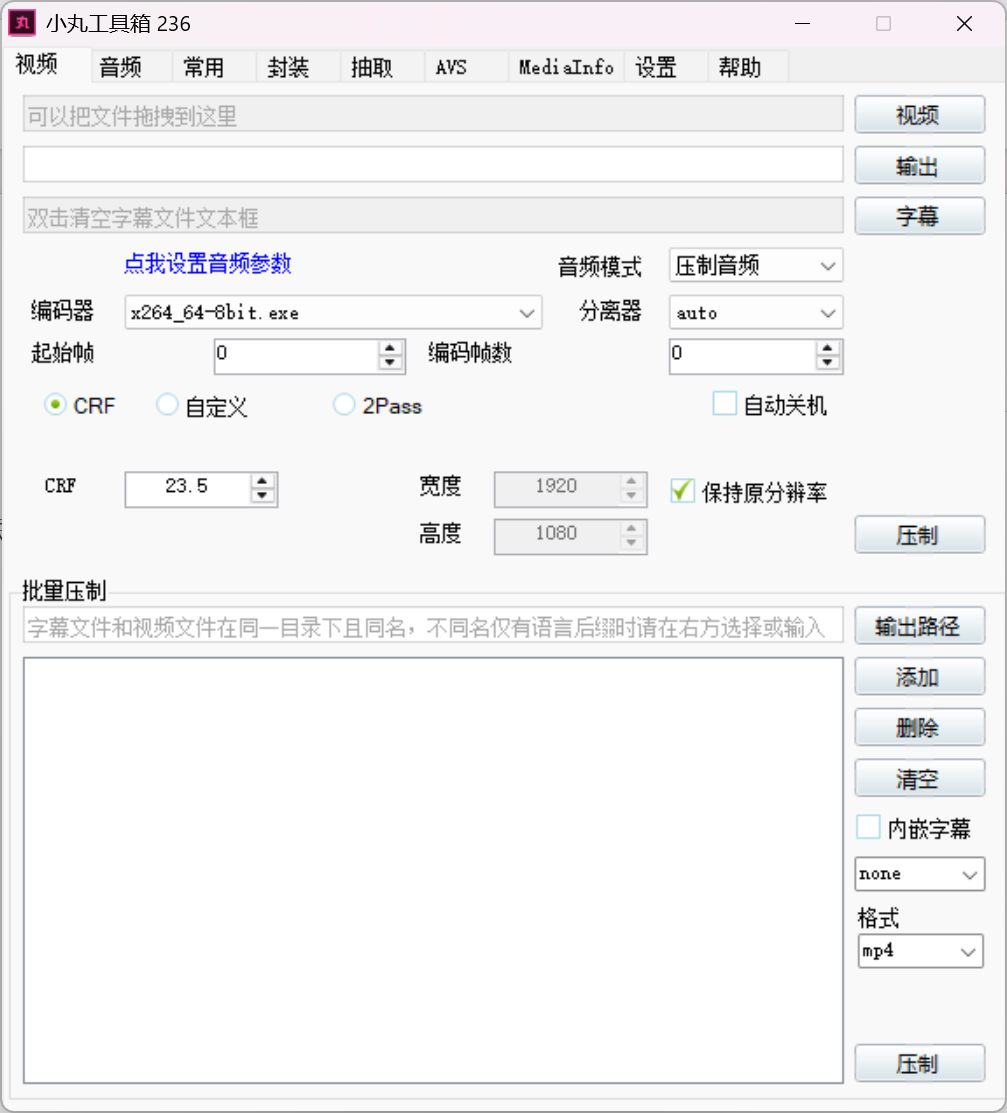 丸 小丸工具箱 236
视频 音频 常用 封装 抽取 AVS MediaInfo 设置 帮助
可以把文件拖拽到这里 视频
输出
双击清空字幕文件文本框 字幕
点我设置音频参数 音频模式 压制音频
编码器 x264_64-8bit.exe 分离器 auto
起始帧 0 编码帧数 0
CRF 自定义 2Pass 自动关机
CRF 23.5 宽度 1920 保持原分辨率
高度 1080 压制
批量压制
字幕文件和视频文件在同一目录下且同名，不同名仅有语言后缀时请在右方选择或输入 输出路径
添加
删除
清空
内嵌字幕
none
格式
mp4
压制